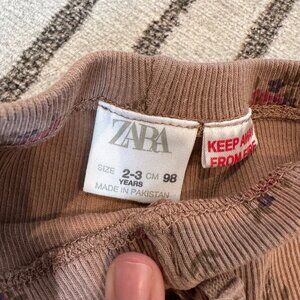 ZARA
SIZE 2-3 CM 98
YEARS
MADE IN PAKISTAN
KEEP AWAY
FROM FIRE